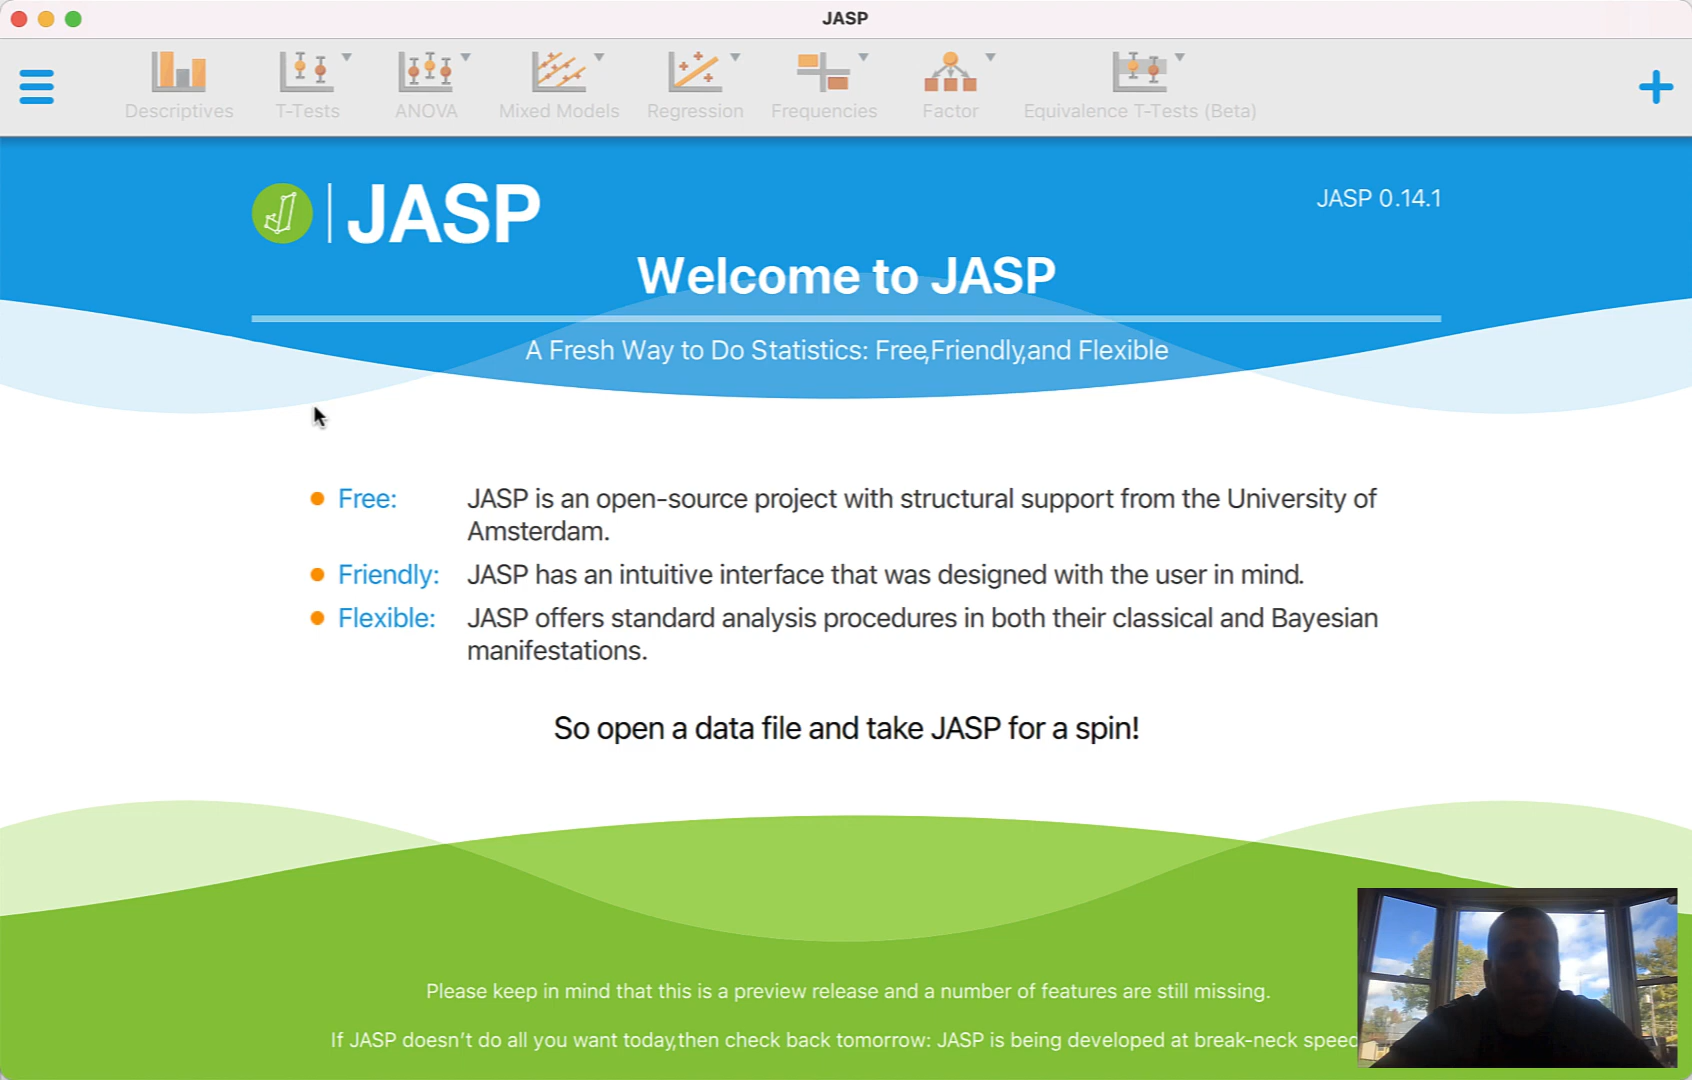 JASP
Descriptives
T-Tests
ANOVA
Mixed Models
Regression
Frequencies
Factor
Equivalence T-Tests (Beta)
JASP
JASP 0.14.1
Welcome to JASP
A Fresh Way to Do Statistics: Free,Friendly,and Flexible
Free: JASP is an open-source project with structural support from the University of
Amsterdam.
Friendly: JASP has an intuitive interface that was designed with the user in mind.
Flexible: JASP offers standard analysis procedures in both their classical and Bayesian
manifestations.
So open a data file and take JASP for a spin!
Please keep in mind that this is a preview release and a number of features are still missing.
If JASP doesn’t do all you want today,then check back tomorrow: JASP is being developed at break-neck speed